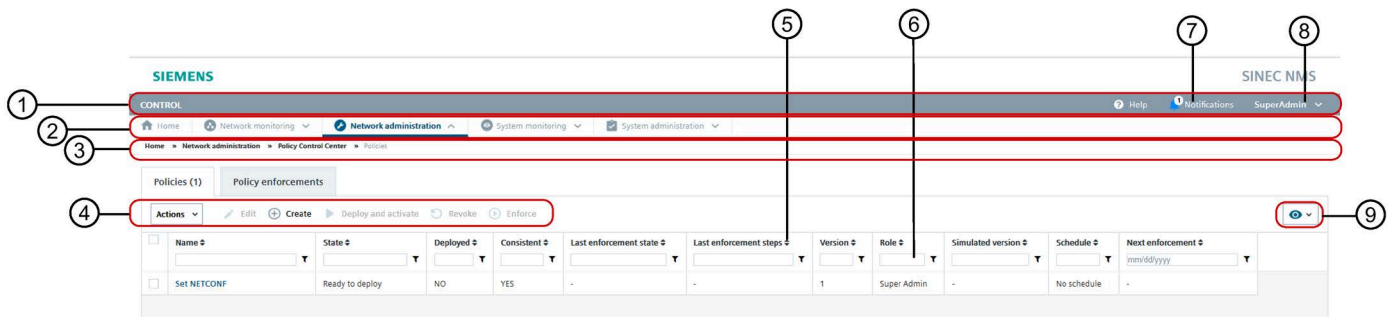 5 6 7 8
SIEMENS SINEC NMS
1 CONTROL Help 1 Notifications SuperAdmin
2 Home Network monitoring Network administration System monitoring System administration
3 Home » Network administration » Policy Control Center » Policies
Policies (1) Policy enforcements
4 Actions Edit Create Deploy and activate Revoke Enforce 9
Name State Deployed Consistent Last enforcement state Last enforcement steps Version Role Simulated version Schedule Next enforcement
mm/dd/yyyy
Set NETCONF Ready to deploy NO YES - - 1 Super Admin - No schedule -